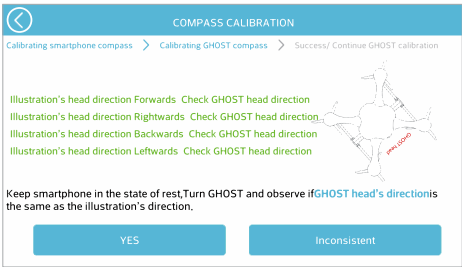 COMPASS CALIBRATION
Calibrating smartphone compass > Calibrating GHOST compass > Success/ Continue GHOST calibration
Illustration's head direction Forwards Check GHOST head direction
Illustration's head direction Rightwards Check GHOST head direction
Illustration's head direction Backwards Check GHOST head direction
Illustration's head direction Leftwards Check GHOST head direction
GHOST head
Keep smartphone in the state of rest,Turn GHOST and observe ifGHOST head's directionis
the same as the illustration's direction.
YES
Inconsistent